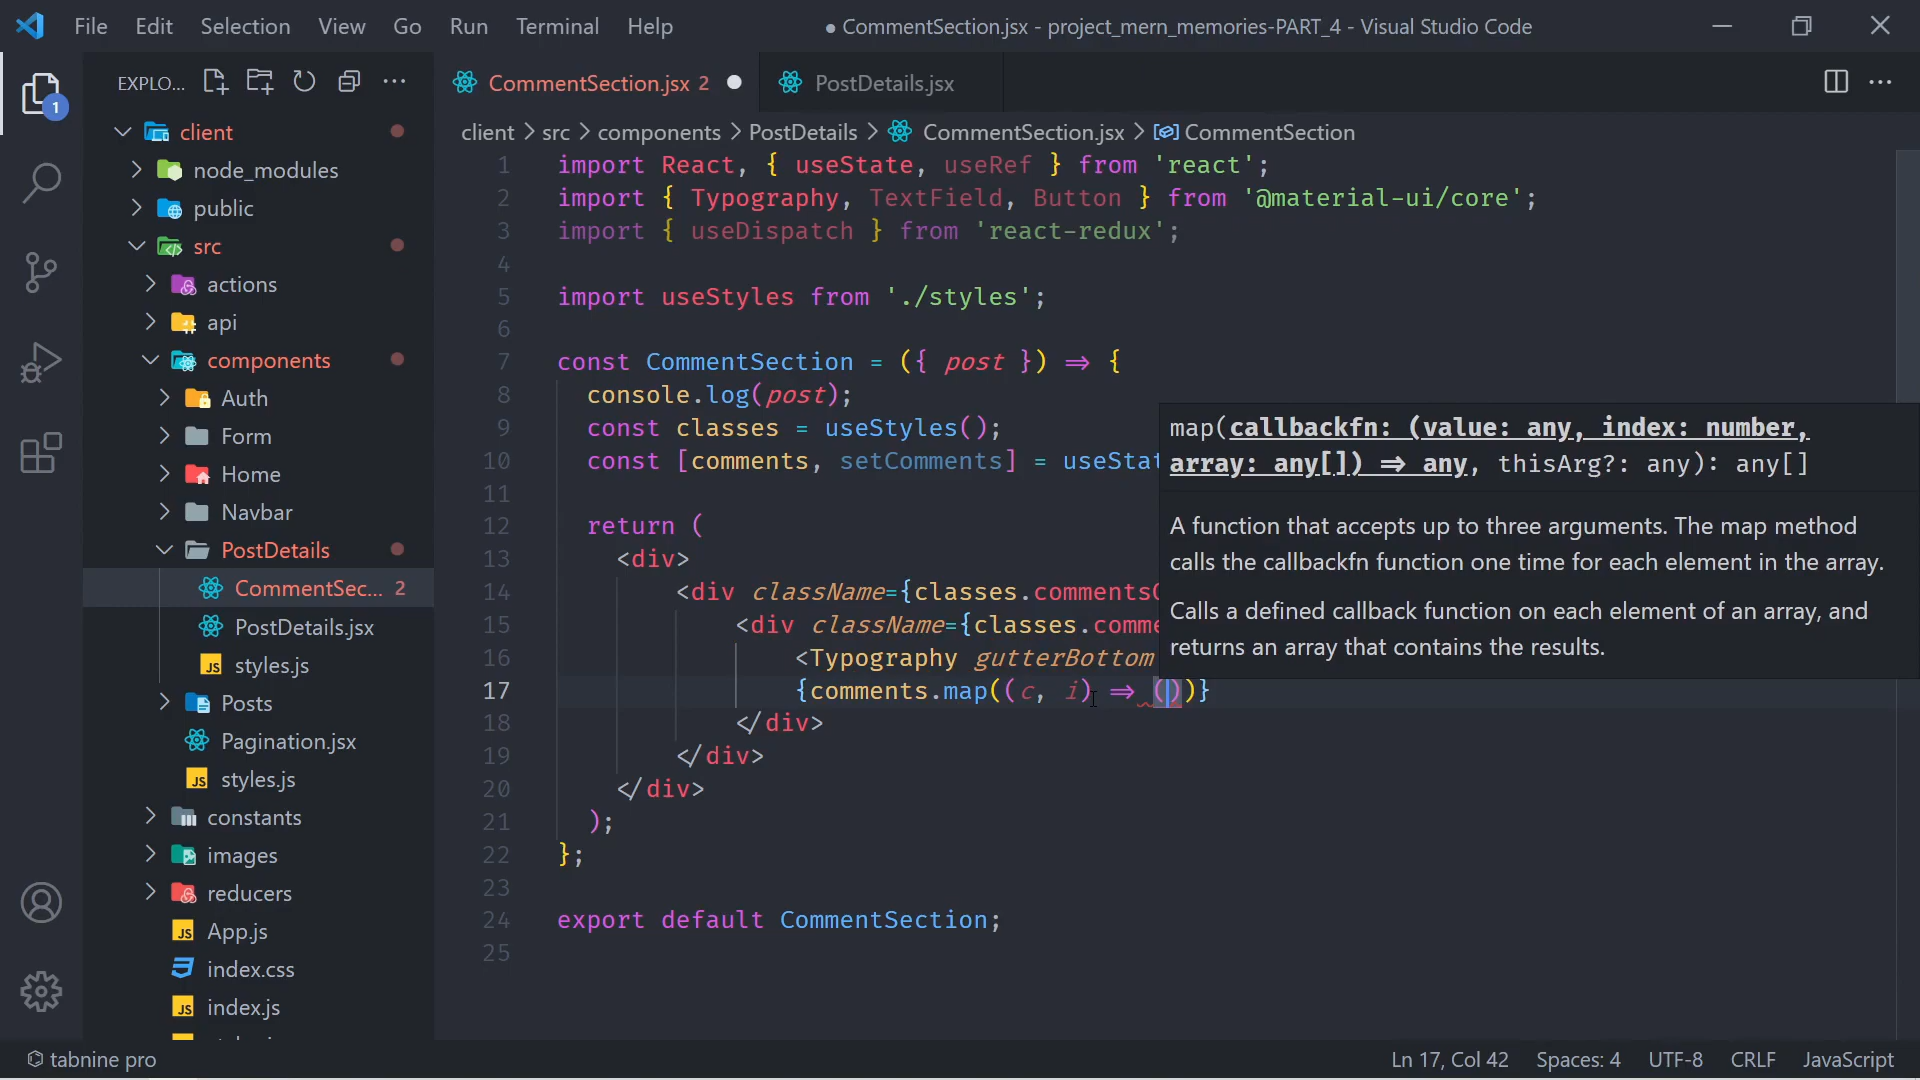 File Edit Selection View Go Run Terminal Help
● CommentSection.jsx - project_mern_memories-PART_4 - Visual Studio Code
EXPLO...
CommentSection.jsx 2
PostDetails.jsx
1
client
node_modules
public
src
actions
api
components
Auth
Form
Home
Navbar
PostDetails
CommentSec... 2
PostDetails.jsx
styles.js
Posts
Pagination.jsx
styles.js
constants
images
reducers
App.js
index.css
index.js
client > src > components > PostDetails > CommentSection.jsx > CommentSection
1 import React, { useState, useRef } from 'react';
2 import { Typography, TextField, Button } from '@material-ui/core';
3 import { useDispatch } from 'react-redux';
4
5 import useStyles from './styles';
6
7 const CommentSection = ({ post }) => {
8 console.log(post);
9 const classes = useStyles();
10 const [comments, setComments] = useStat
11
12 return (
13 <div>
14 <div className={classes.comments
15 <div className={classes.comme
16 <Typography gutterBottom
17 {comments.map((c, i) => ())}
18 </div>
19 </div>
20 </div>
21 );
22 };
23
24 export default CommentSection;
25
map(callbackfn: (value: any, index: number,
array: any[]) => any, thisArg?: any): any[]
A function that accepts up to three arguments. The map method
calls the callbackfn function one time for each element in the array.
Calls a defined callback function on each element of an array, and
returns an array that contains the results.
tabnine pro
Ln 17, Col 42 Spaces: 4 UTF-8 CRLF JavaScript